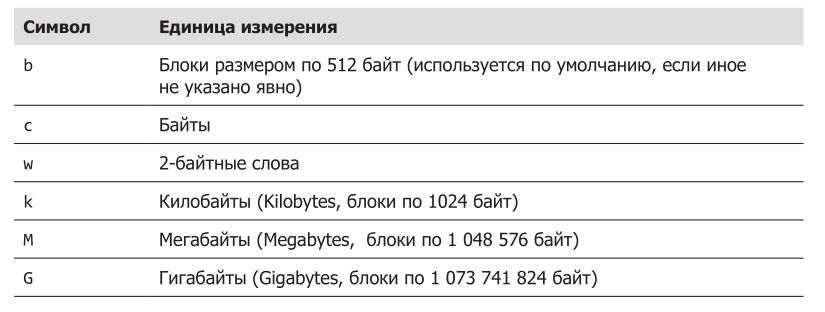 Символ Единица измерения
b Блоки размером по 512 байт (используется по умолчанию, если иное
не указано явно)
c Байты
w 2-байтные слова
k Килобайты (Kilobytes, блоки по 1024 байт)
M Мегабайты (Megabytes, блоки по 1 048 576 байт)
G Гигабайты (Gigabytes, блоки по 1 073 741 824 байт)